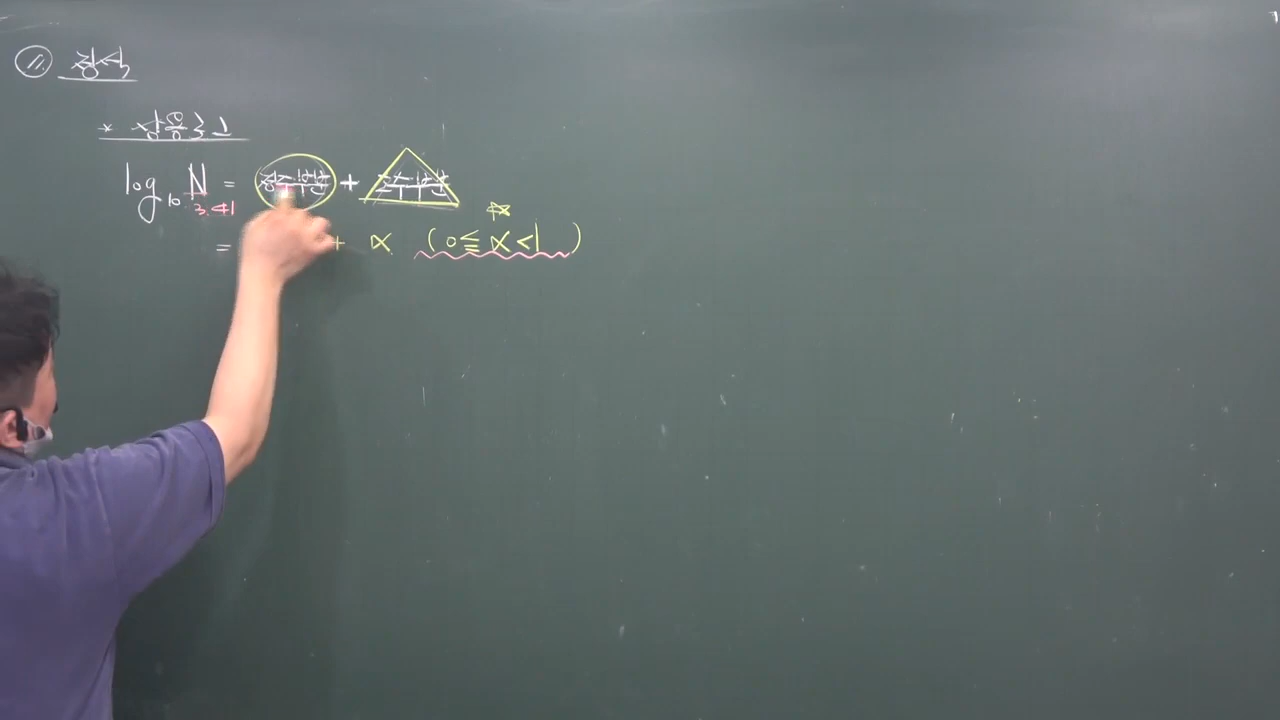 ⑪ 정수
* 상용로그
log₁₀ N = 정수부분 + 소수부분
3.41
= + α (0 ≦ α < 1)